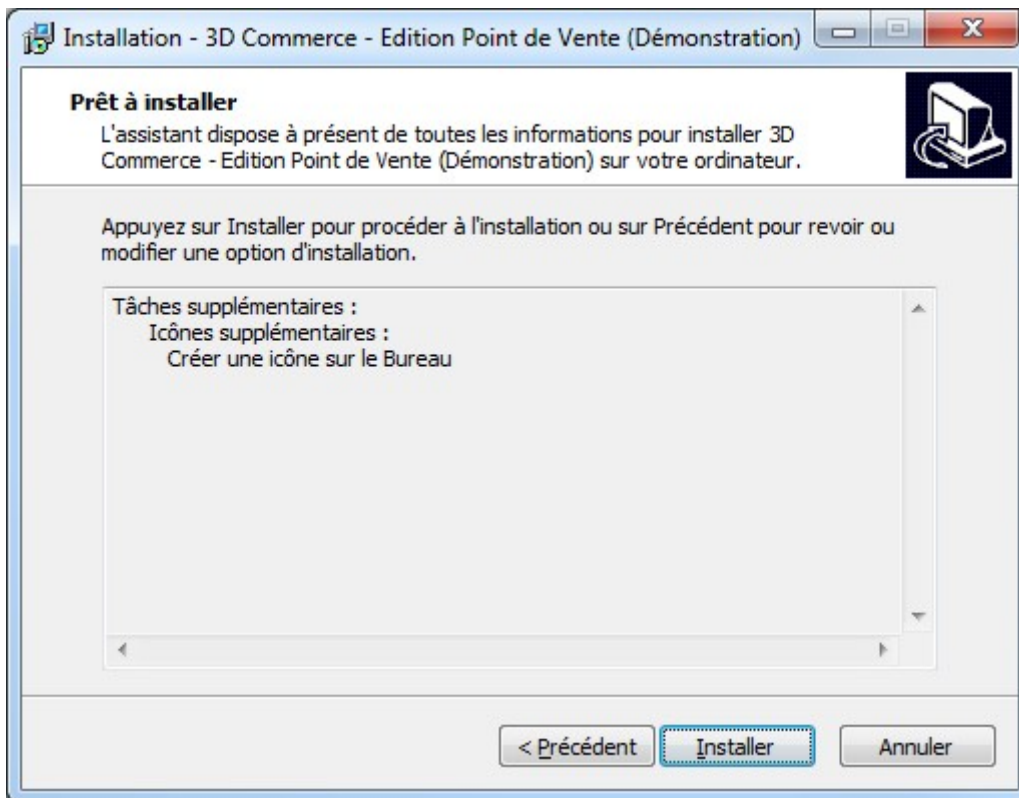 Installation - 3D Commerce - Edition Point de Vente (Démonstration)
Prêt à installer
L'assistant dispose à présent de toutes les informations pour installer 3D
Commerce - Edition Point de Vente (Démonstration) sur votre ordinateur.
Appuyez sur Installer pour procéder à l'installation ou sur Précédent pour revoir ou
modifier une option d'installation.
Tâches supplémentaires :
Icônes supplémentaires :
Créer une icône sur le Bureau
< Précédent
Installer
Annuler